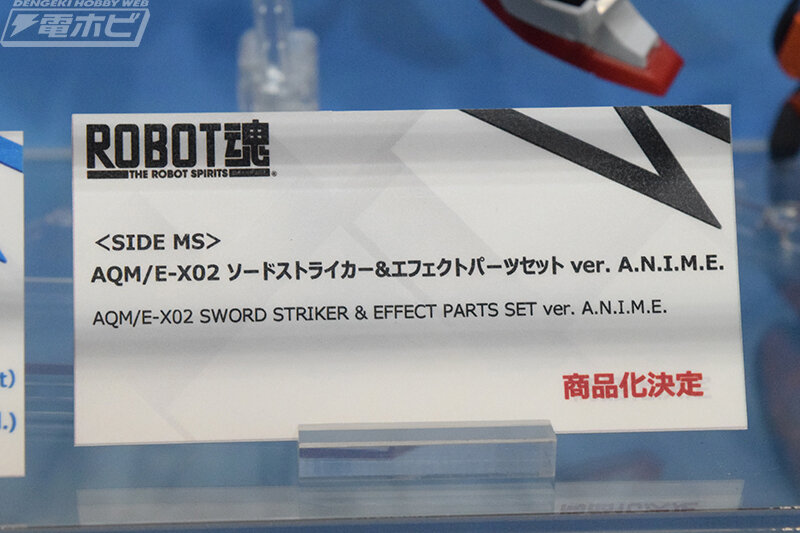 DENGEKI HOBBY WEB
電ホビ
ROBOT魂
THE ROBOT SPIRITS
<SIDE MS>
AQM/E-X02 ソードストライカー&エフェクトパーツセット ver. A.N.I.M.E.
AQM/E-X02 SWORD STRIKER & EFFECT PARTS SET ver. A.N.I.M.E.
商品化決定
t)
.)